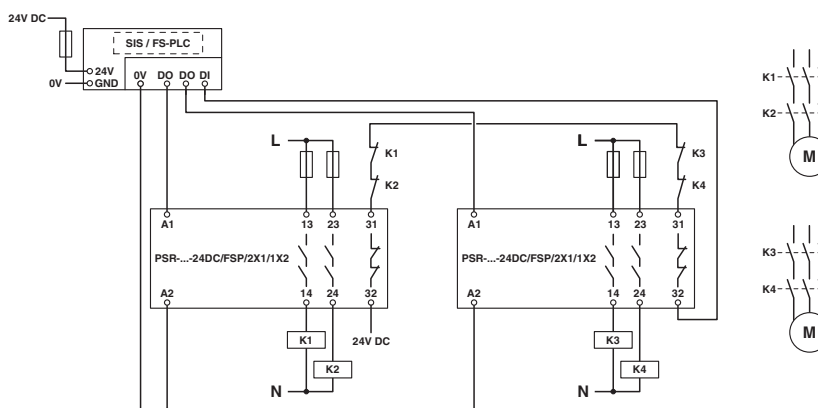 24V DC
SIS / FS-PLC
24V
0V
GND
0V DO DO DI
L
K1
K2
L
K3
K4
A1 13 23 31
PSR-...-24DC/FSP/2X1/1X2
A2 14 24 32
K1
K2
24V DC
N
A1 13 23 31
PSR-...-24DC/FSP/2X1/1X2
A2 14 24 32
K3
K4
N
K1
K2
M
K3
K4
M